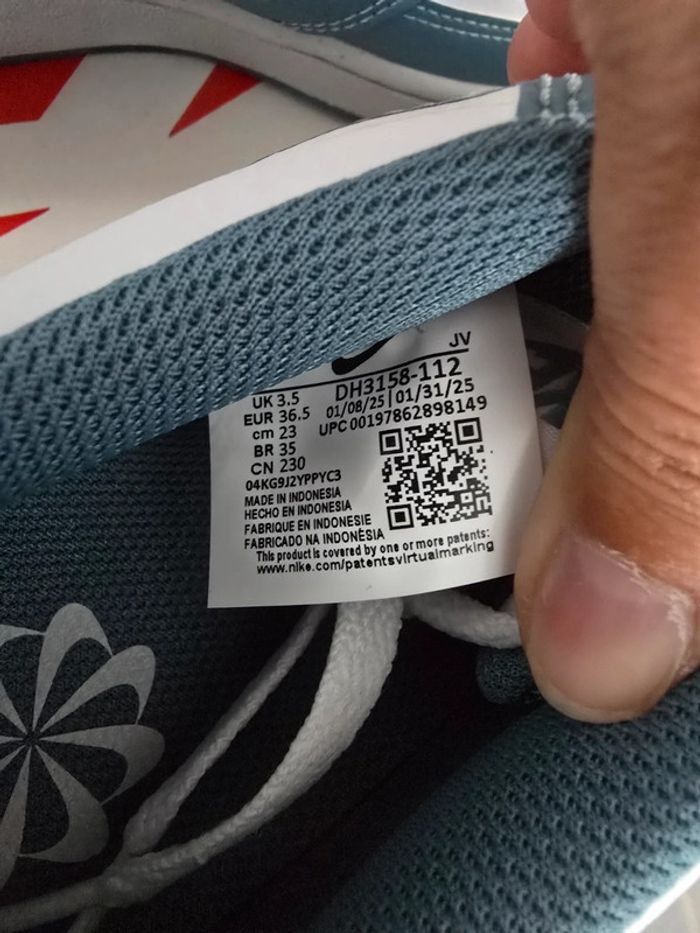 JV
DH3158-112
01/08/25 | 01/31/25
UPC 00197862898149
UK 3.5
EUR 36.5
cm 23
BR 35
CN 230
04KG9J2YPPYC3
MADE IN INDONESIA
HECHO EN INDONESIA
FABRIQUE EN INDONESIE
FABRICADO NA INDONÈSIA
This product is covered by one or more patents:
www.nike.com/patentsvirtualmarking